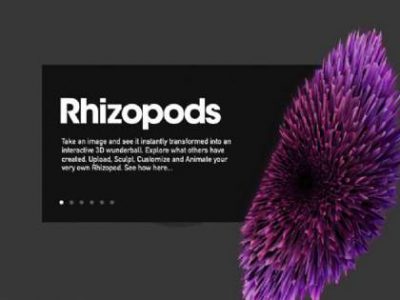 Rhizopods
Take an image and see it instantly transformed into an
interactive 3D wunderball. Explore what others have
created. Upload, Sculpt, Customize and Animate your
very own Rhizopod. See how here...